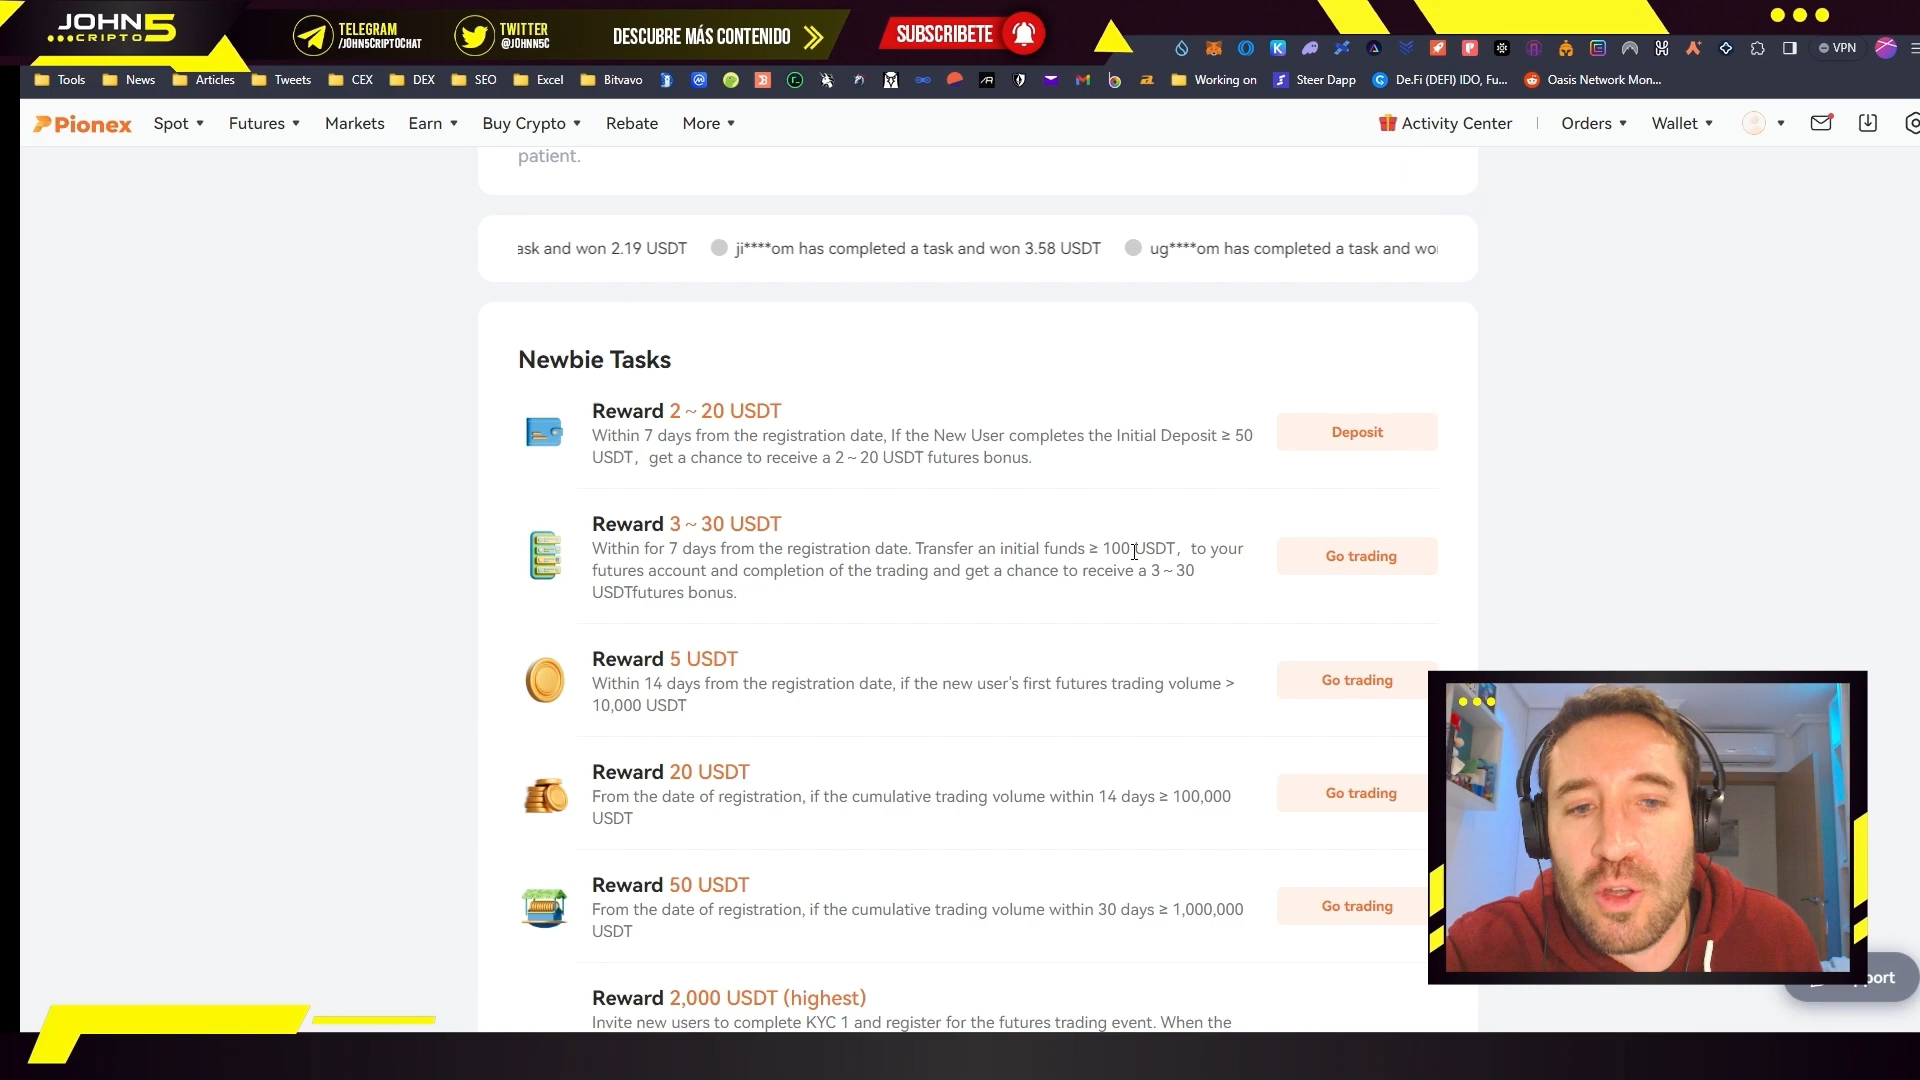 JOHN5
CRIPTO
TELEGRAM
/JOHN5CRIPTOCHAT
TWITTER
@J0HNN5C
DESCUBRE MÁS CONTENIDO
SUBSCRIBETE
VPN
Tools
News
Articles
Tweets
CEX
DEX
SEO
Excel
Bitvavo
Working on
Steer Dapp
De.Fi (DEFI) IDO, Fu...
Oasis Network Mon...
Pionex
Spot
Futures
Markets
Earn
Buy Crypto
Rebate
More
Activity Center
Orders
Wallet
patient.
ask and won 2.19 USDT
ji****om has completed a task and won 3.58 USDT
ug****om has completed a task and wo
Newbie Tasks
Reward 2 ~ 20 USDT
Within 7 days from the registration date, If the New User completes the Initial Deposit ≥ 50
USDT, get a chance to receive a 2 ~ 20 USDT futures bonus.
Deposit
Reward 3 ~ 30 USDT
Within for 7 days from the registration date. Transfer an initial funds ≥ 100 USDT, to your
futures account and completion of the trading and get a chance to receive a 3 ~ 30
USDTfutures bonus.
Go trading
Reward 5 USDT
Within 14 days from the registration date, if the new user's first futures trading volume >
10,000 USDT
Go trading
Reward 20 USDT
From the date of registration, if the cumulative trading volume within 14 days ≥ 100,000
USDT
Go trading
Reward 50 USDT
From the date of registration, if the cumulative trading volume within 30 days ≥ 1,000,000
USDT
Go trading
Reward 2,000 USDT (highest)
Invite new users to complete KYC 1 and register for the futures trading event. When the
port